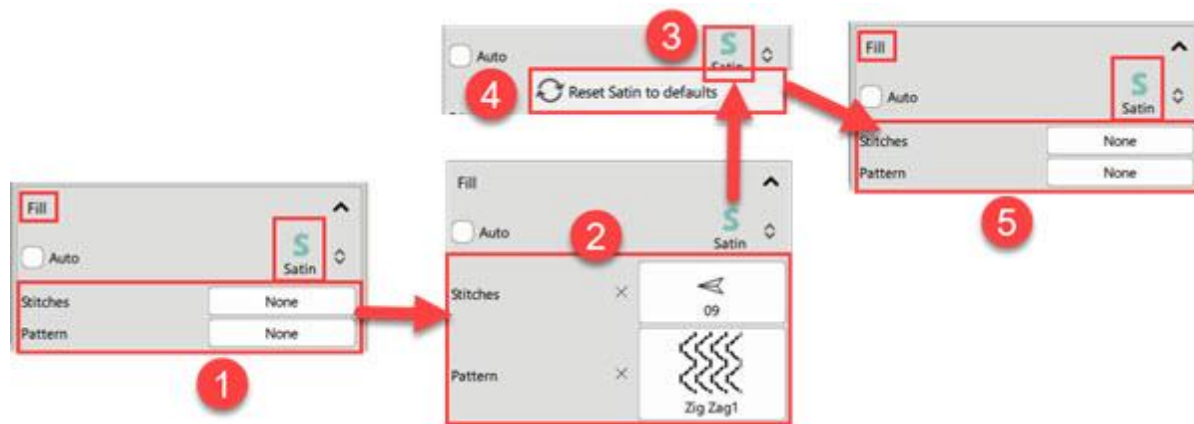 Fill
Auto
Satin
Stitches None
Pattern None
1
Fill
Auto
Satin
2
Stitches × 09
Pattern × Zig Zag1
3
Auto
Satin
4
Reset Satin to defaults
Fill
Auto
Satin
Stitches None
Pattern None
5